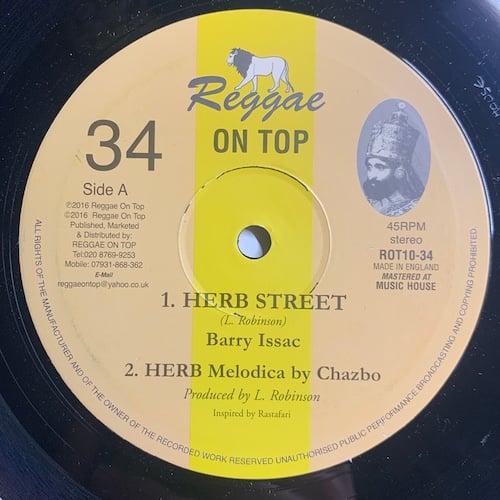 Reggae
ON TOP
34
Side A
℗2016 Reggae On Top
©2016 Reggae On Top
Published, Marketed
& Distributed by:
REGGAE ON TOP
Tel:020 8769-9253
Mobile: 07931-868-362
E-Mail
reggaeontop@yahoo.co.uk
45RPM
stereo
ROT10-34
MADE IN ENGLAND
MASTERED AT
MUSIC HOUSE
1. HERB STREET
(L. Robinson)
Barry Issac
2. HERB Melodica by Chazbo
Produced by L. Robinson
Inspired by Rastafari
ALL RIGHTS OF THE MANUFACTURER AND OF THE OWNER OF THE RECORDED WORK RESERVED UNAUTHORISED PUBLIC PERFORMANCE BROADCASTING AND COPYING PROHIBITED